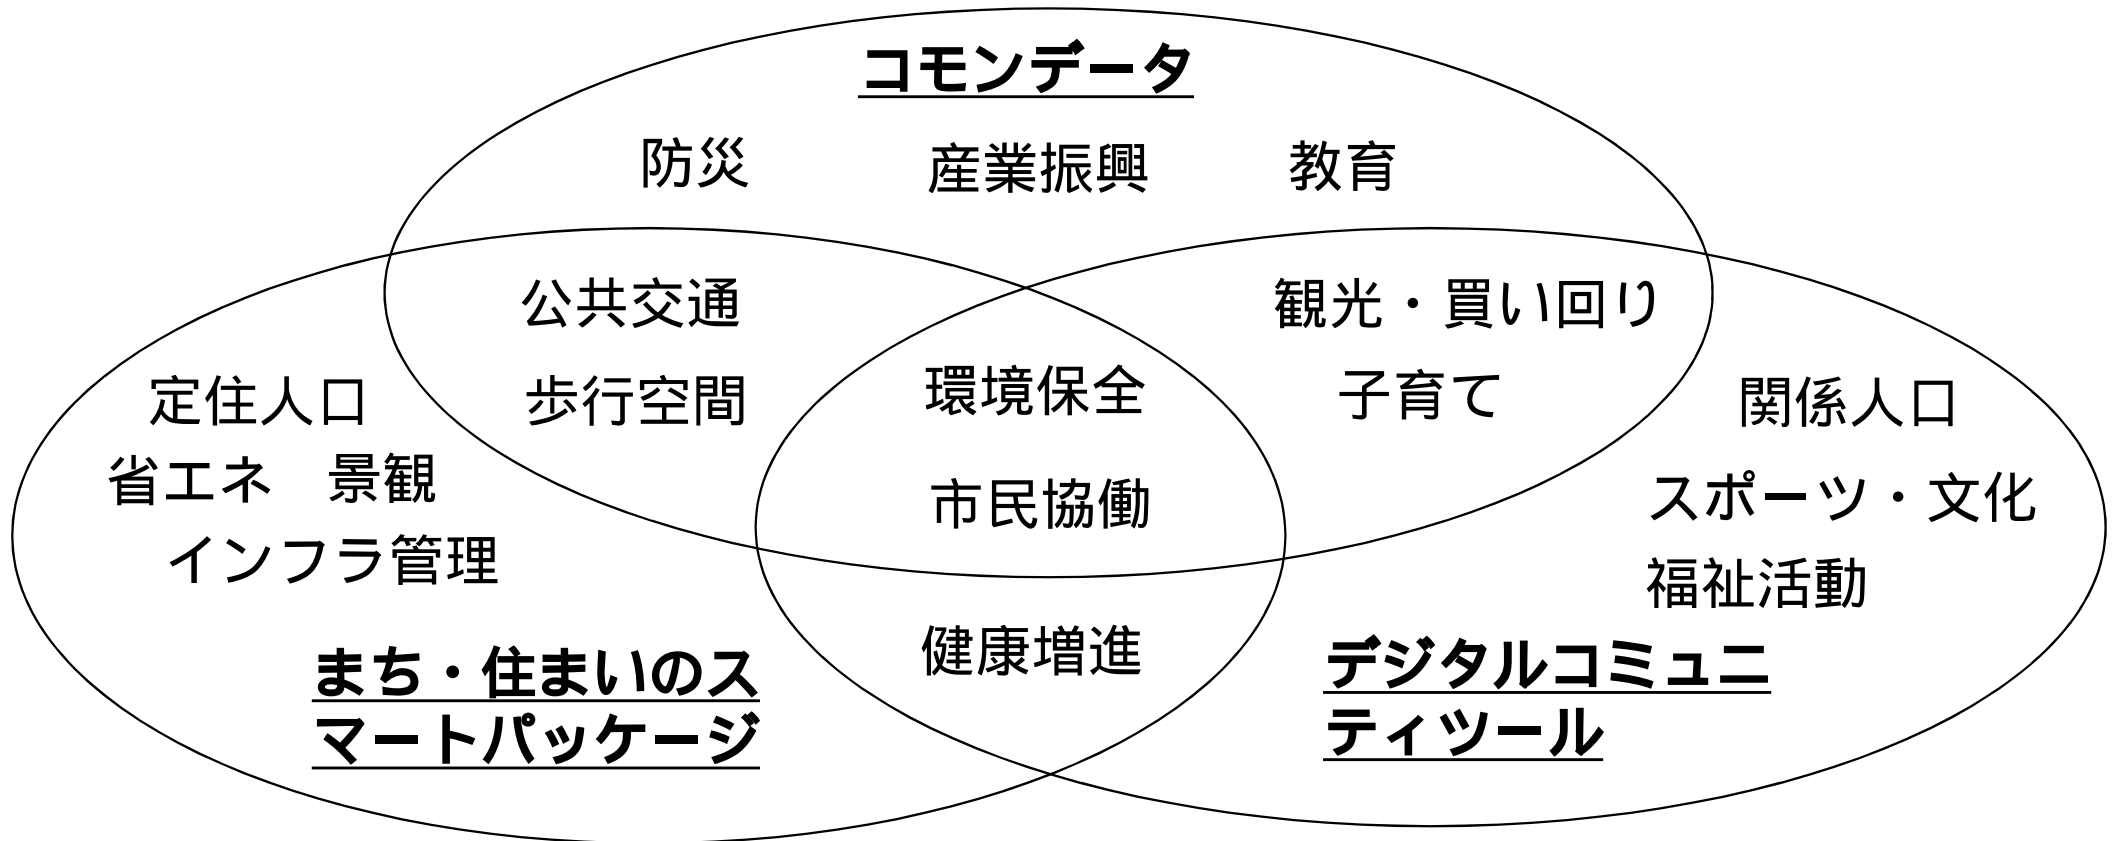 コモンデータ
防災　産業振興　教育
公共交通
歩行空間
観光・買い回り
子育て
環境保全
市民協働
定住人口
省エネ　景観
インフラ管理
関係人口
スポーツ・文化
福祉活動
健康増進
まち・住まいのス
マートパッケージ
デジタルコミュニ
ティツール